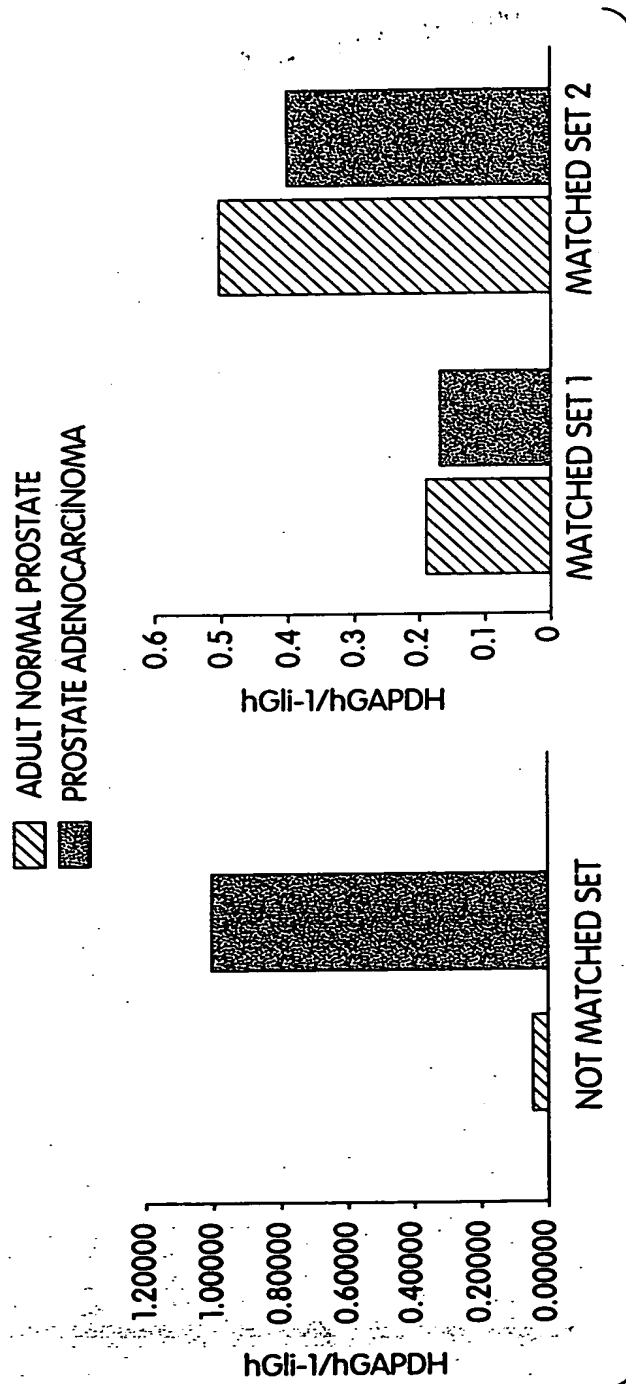 ADULT NORMAL PROSTATE
PROSTATE ADENOCARCINOMA
hGli-1/hGAPDH
1.20000
1.00000
0.80000
0.60000
0.40000
0.20000
0.00000
NOT MATCHED SET
hGli-1/hGAPDH
0.6
0.5
0.4
0.3
0.2
0.1
0
MATCHED SET 1
MATCHED SET 2